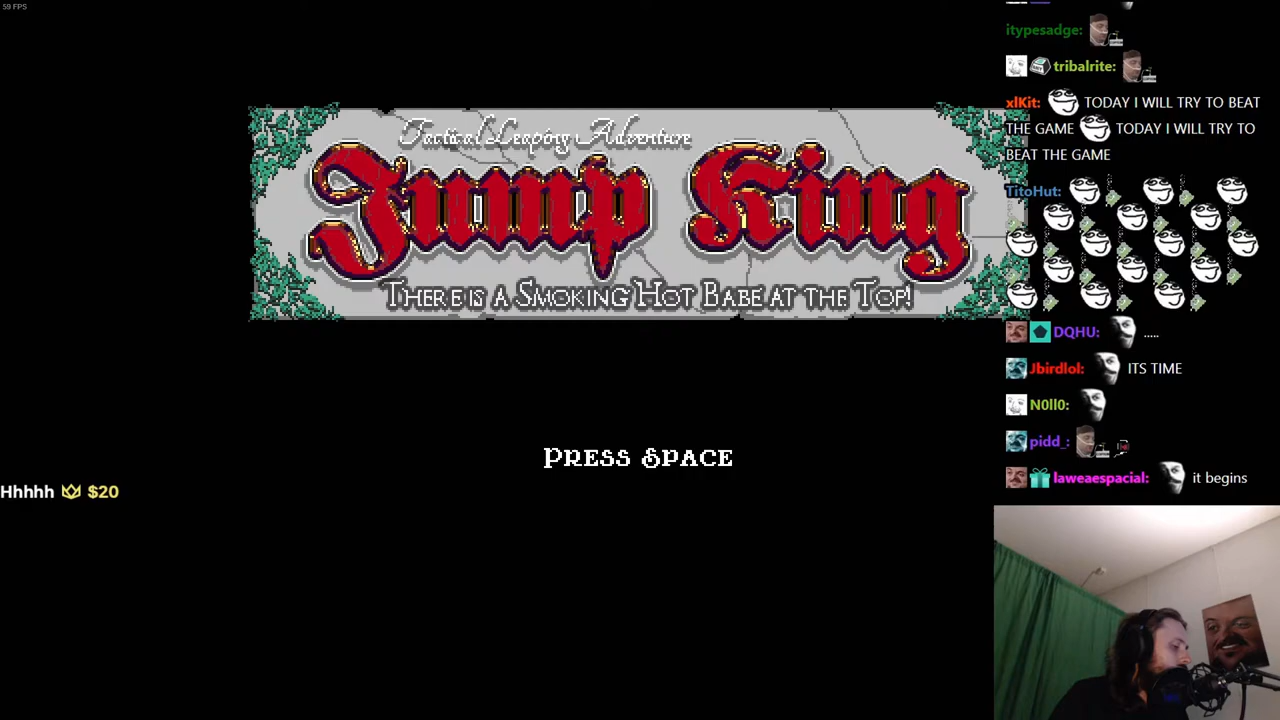 59 FPS
itypesadge:
tribalrite:
xlKit: TODAY I WILL TRY TO BEAT
THE GAME TODAY I WILL TRY TO
BEAT THE GAME
TitoHut:
DQHU: .....
Jbirdlol: ITS TIME
N0ll0:
pidd_:
laweaespacial: it begins
Tactical Leaping Adventure
Jump King
THERE IS A SMOKING HOT BABE AT THE TOP!
PRESS SPACE
Hhhhh $20